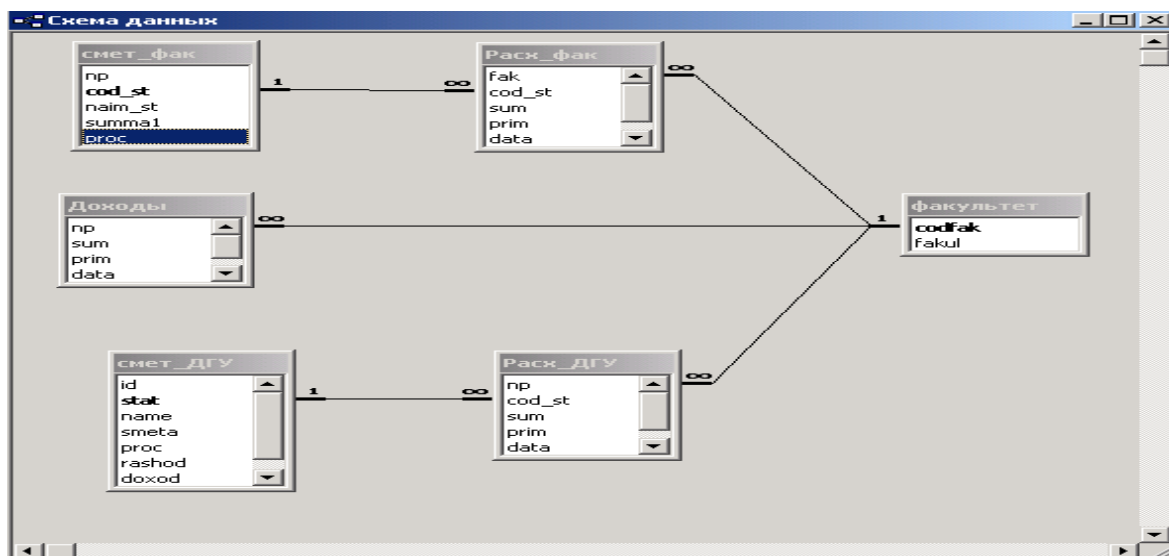 Схема данных
смет_фак
np
cod_st
naim_st
summa1
proc
1
∞
Расх_фак
fak
cod_st
sum
prim
data
∞
Доходы
np
sum
prim
data
∞
1
факультет
codfak
fakul
смет_ДГУ
id
stat
name
smeta
proc
rashod
doxod
1
∞
Расх_ДГУ
np
cod_st
sum
prim
data
∞